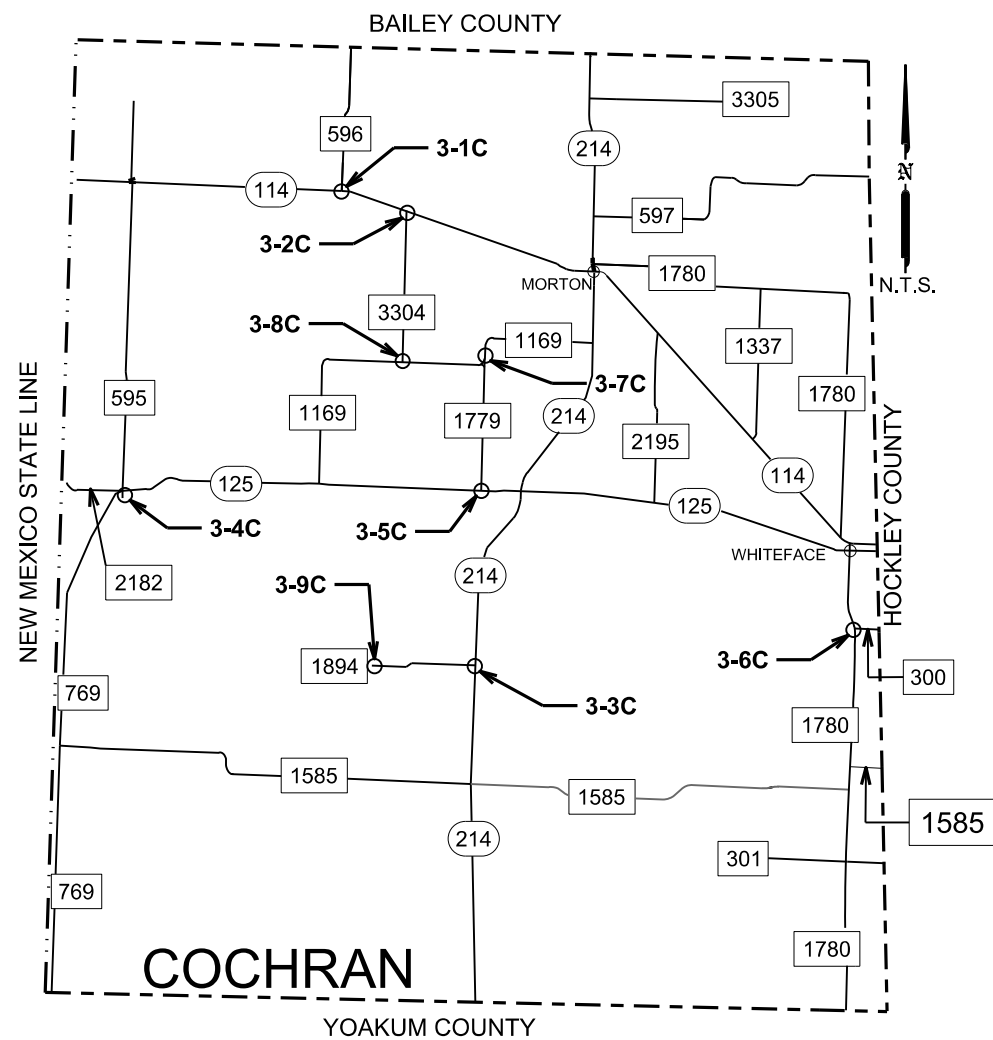 BAILEY COUNTY
3305
596
3-1C
214
N
114
597
3-2C
1780
MORTON
N.T.S.
3304
3-8C
1169
1337
3-7C
595
1169
1779
214
1780
2195
NEW MEXICO STATE LINE
HOCKLEY COUNTY
125
114
125
3-4C
3-5C
WHITEFACE
2182
214
3-9C
1894
3-6C
300
769
3-3C
1780
1585
1585
1585
214
301
769
1780
COCHRAN
YOAKUM COUNTY